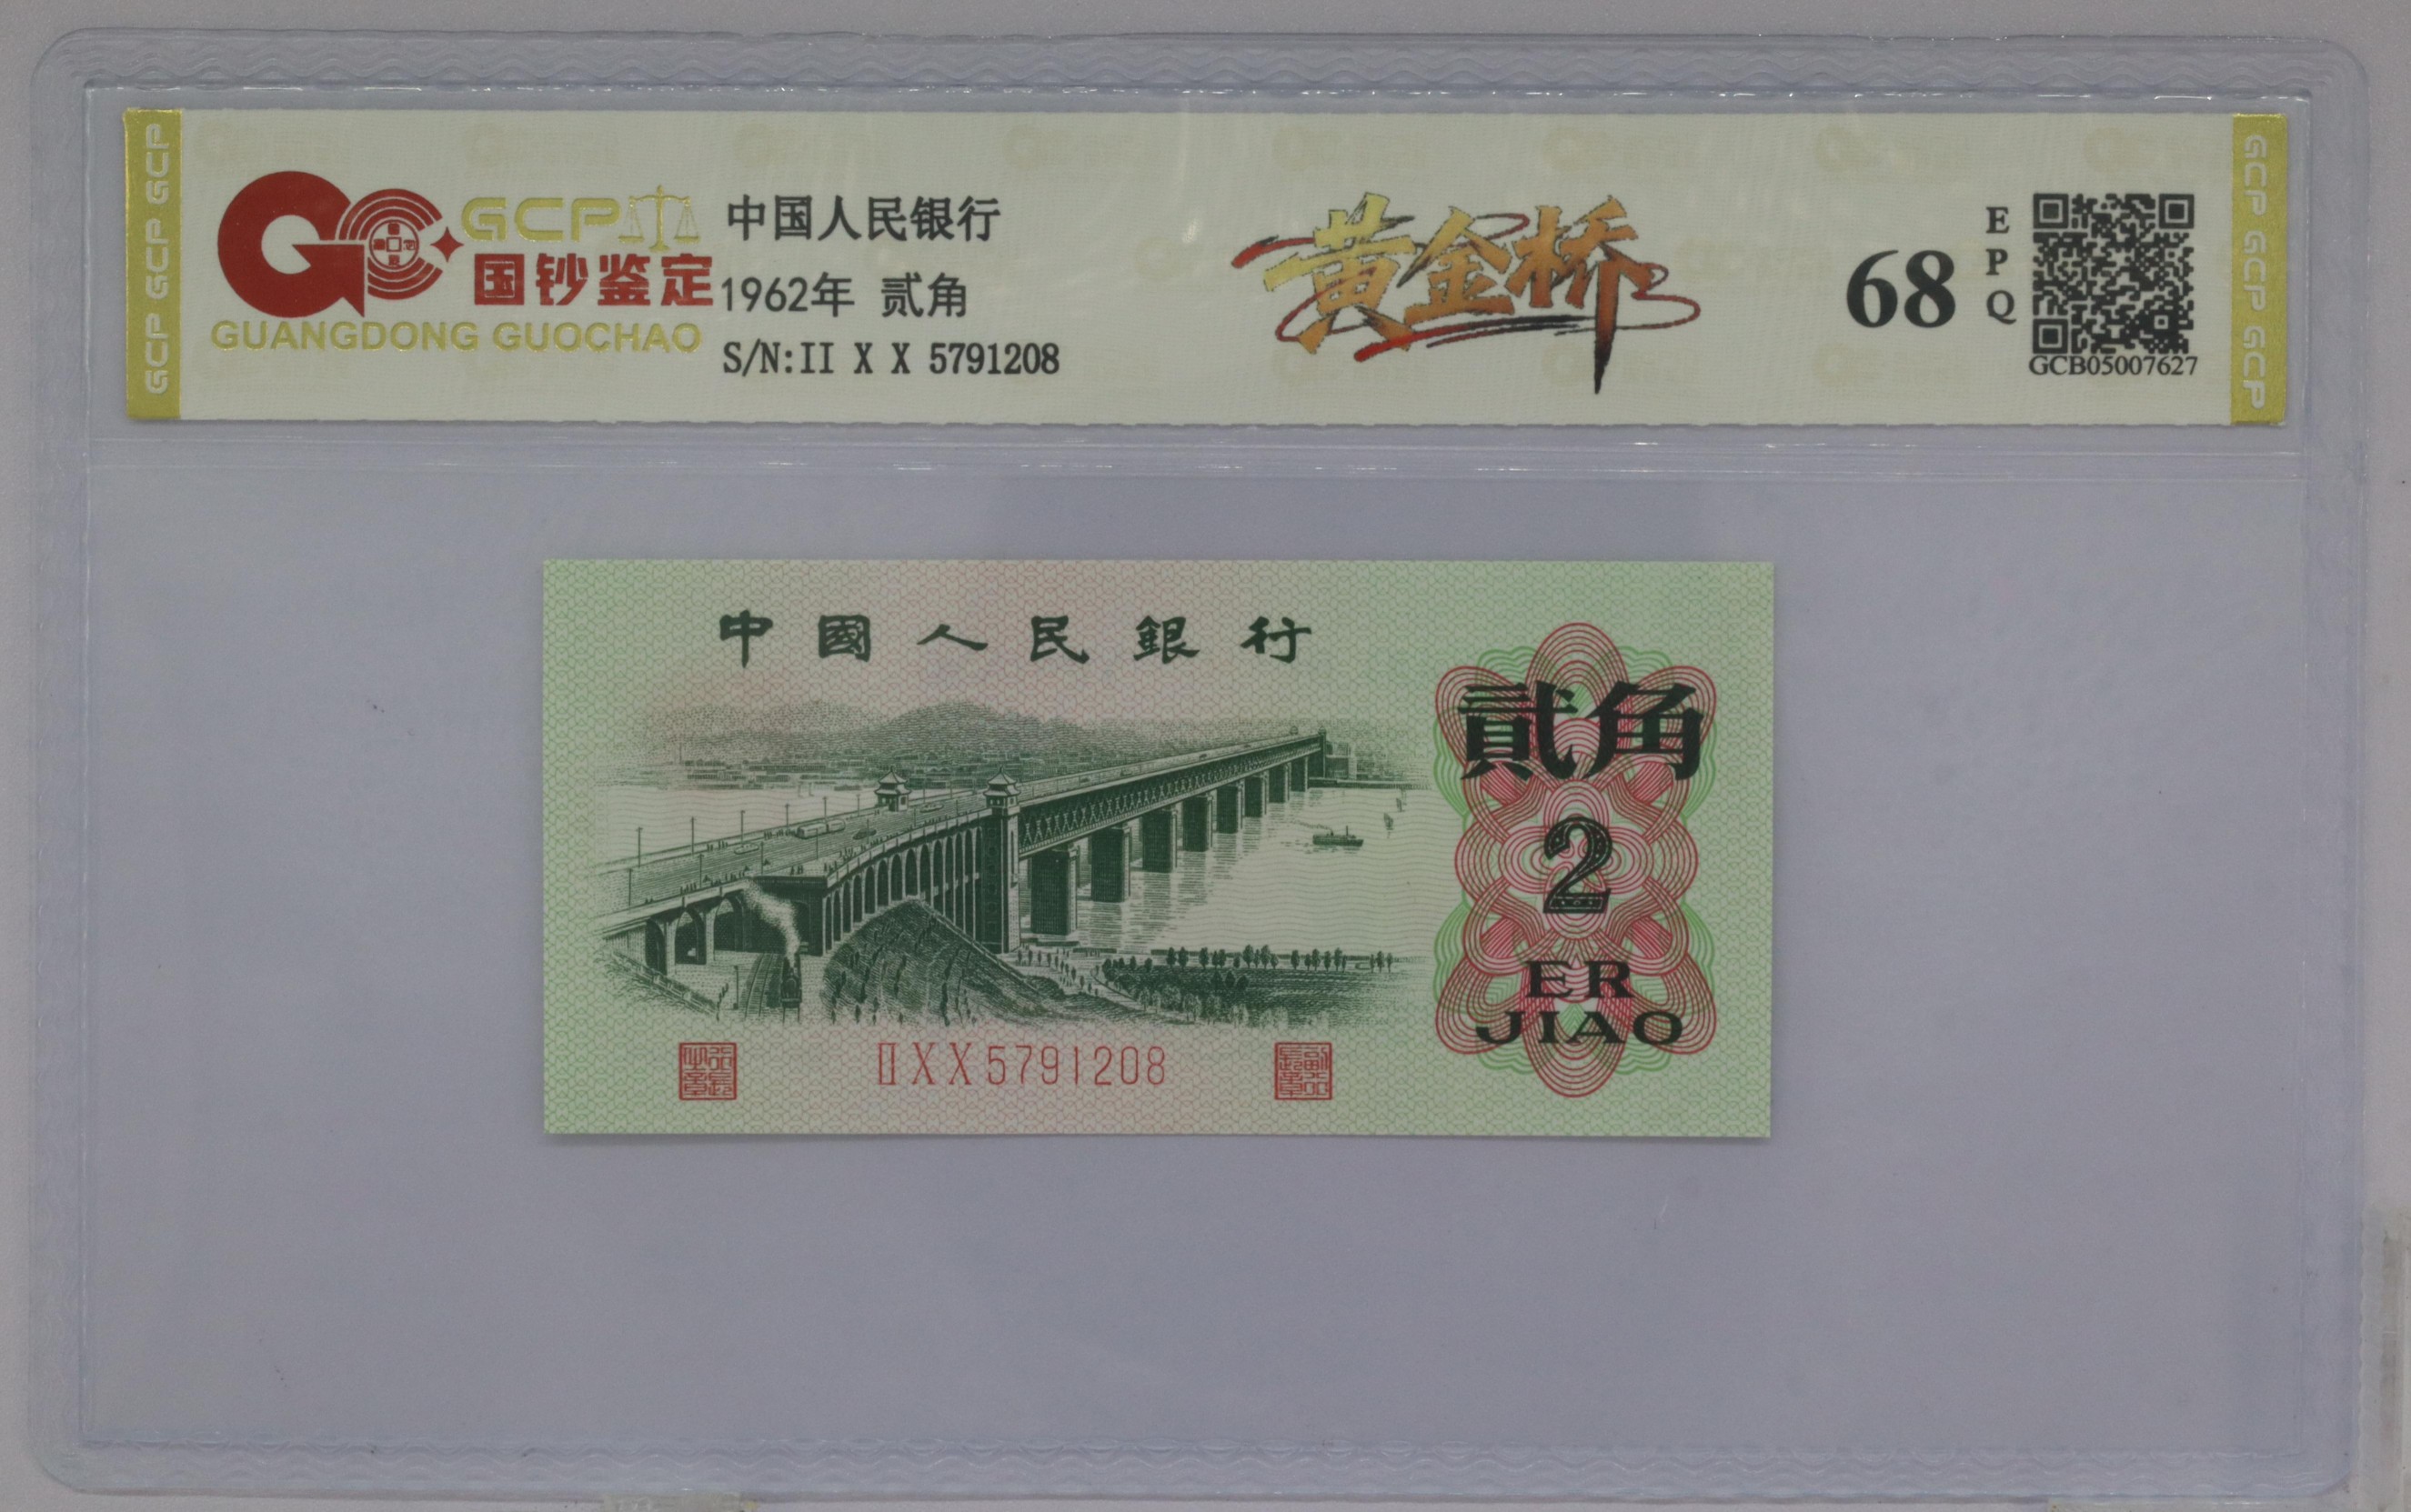 GCP GCP GCP
GCP
国钞鉴定
GUANGDONG GUOCHAO
中国人民银行
1962年 贰角
S/N:II X X 5791208
黄金桥
68
EPQ
GCB05007627
GCP GCP GCP
中國人民銀行
貳角
2
ER
JIAO
ⅡXX5791208